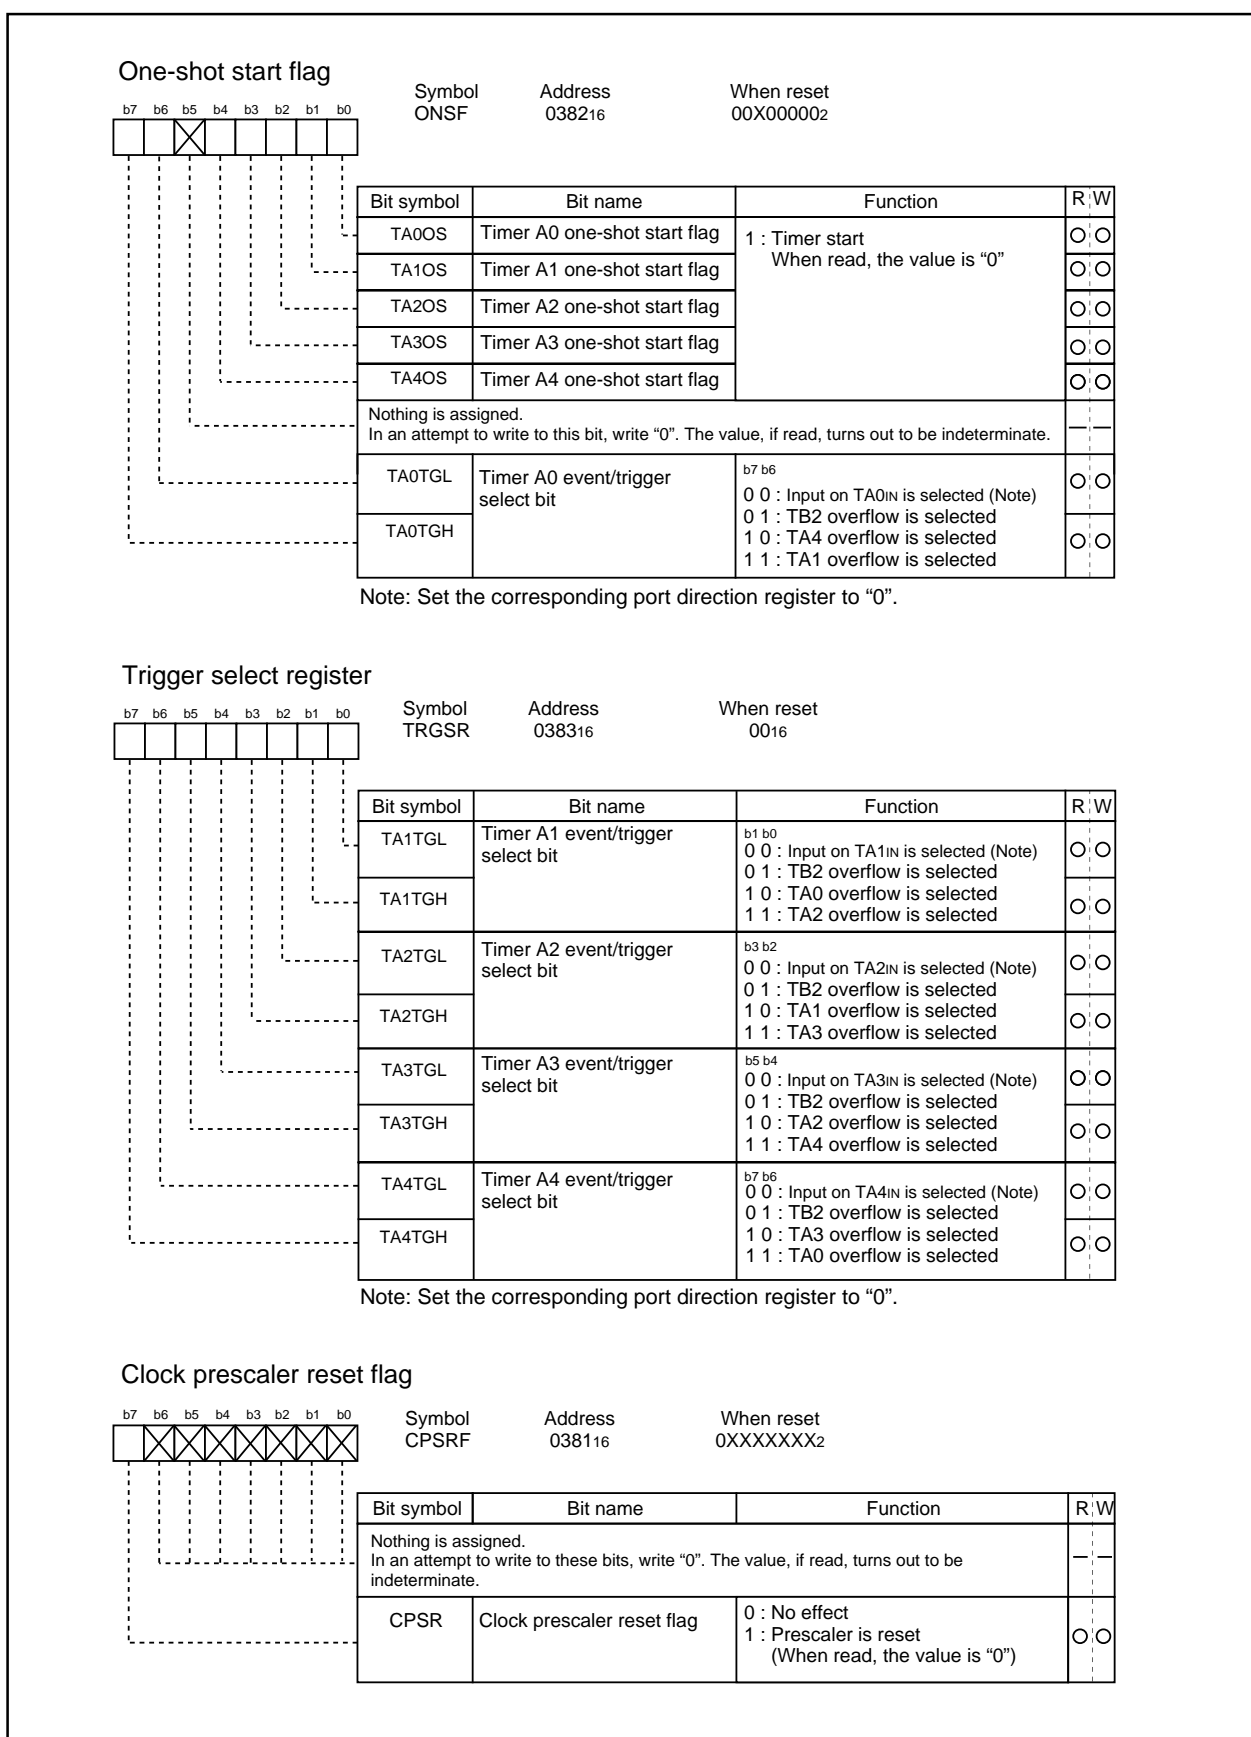 One-shot start flag
Symbol Address When reset
b7 b6 b5 b4 b3 b2 b1 b0
ONSF 038216 00X000002
Bit symbol Bit name Function R W
TA0OS Timer A0 one-shot start flag 1 : Timer start
When read, the value is “0”
TA1OS Timer A1 one-shot start flag
TA2OS Timer A2 one-shot start flag
TA3OS Timer A3 one-shot start flag
TA4OS Timer A4 one-shot start flag
Nothing is assigned.
In an attempt to write to this bit, write “0”. The value, if read, turns out to be indeterminate.
TA0TGL Timer A0 event/trigger select bit b7 b6
0 0 : Input on TA0IN is selected (Note)
0 1 : TB2 overflow is selected
TA0TGH 1 0 : TA4 overflow is selected
1 1 : TA1 overflow is selected
Note: Set the corresponding port direction register to “0”.
Trigger select register
Symbol Address When reset
b7 b6 b5 b4 b3 b2 b1 b0
TRGSR 038316 0016
Bit symbol Bit name Function R W
TA1TGL Timer A1 event/trigger select bit b1 b0
0 0 : Input on TA1IN is selected (Note)
0 1 : TB2 overflow is selected
TA1TGH 1 0 : TA0 overflow is selected
1 1 : TA2 overflow is selected
TA2TGL Timer A2 event/trigger select bit b3 b2
0 0 : Input on TA2IN is selected (Note)
0 1 : TB2 overflow is selected
TA2TGH 1 0 : TA1 overflow is selected
1 1 : TA3 overflow is selected
TA3TGL Timer A3 event/trigger select bit b5 b4
0 0 : Input on TA3IN is selected (Note)
0 1 : TB2 overflow is selected
TA3TGH 1 0 : TA2 overflow is selected
1 1 : TA4 overflow is selected
TA4TGL Timer A4 event/trigger select bit b7 b6
0 0 : Input on TA4IN is selected (Note)
0 1 : TB2 overflow is selected
TA4TGH 1 0 : TA3 overflow is selected
1 1 : TA0 overflow is selected
Note: Set the corresponding port direction register to “0”.
Clock prescaler reset flag
Symbol Address When reset
b7 b6 b5 b4 b3 b2 b1 b0
CPSRF 038116 0XXXXXXX2
Bit symbol Bit name Function R W
Nothing is assigned.
In an attempt to write to these bits, write “0”. The value, if read, turns out to be
indeterminate.
CPSR Clock prescaler reset flag 0 : No effect
1 : Prescaler is reset
(When read, the value is “0”)